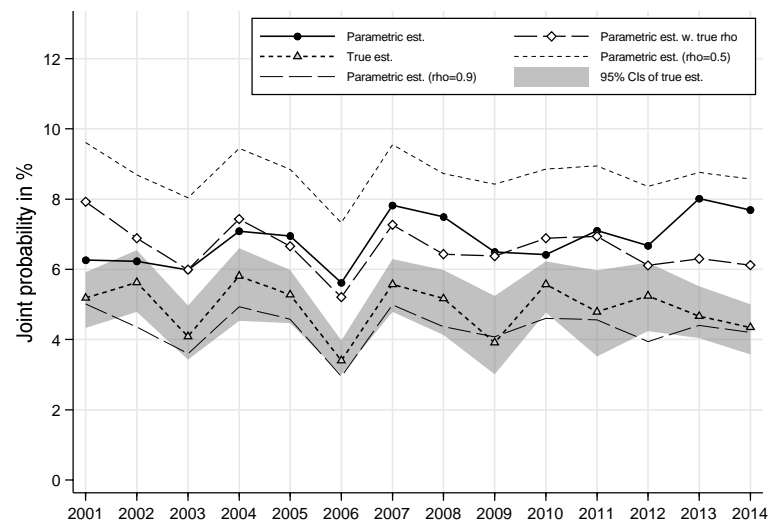 Parametric est.
True est.
Parametric est. (rho=0.9)
Parametric est. w. true rho
Parametric est. (rho=0.5)
95% CIs of true est.
Joint probability in %
12
10
8
6
4
2
0
2001 2002 2003 2004 2005 2006 2007 2008 2009 2010 2011 2012 2013 2014